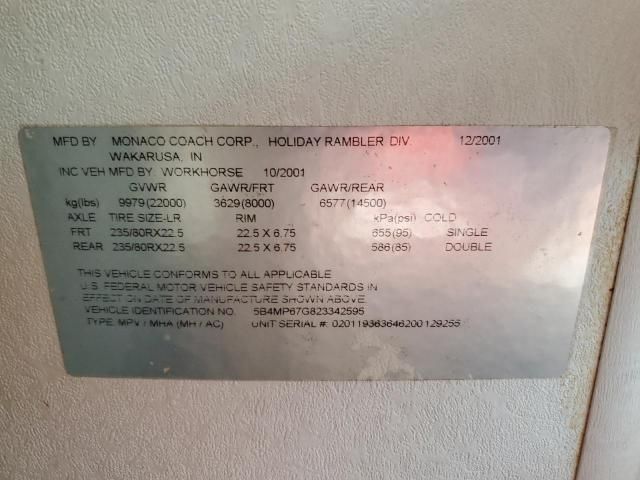 MFD BY MONACO COACH CORP., HOLIDAY RAMBLER DIV. 12/2001
WAKARUSA, IN
INC VEH MFD BY: WORKHORSE 10/2001
GVWR GAWR/FRT GAWR/REAR
kg(lbs) 9979(22000) 3629(8000) 6577(14500)
AXLE TIRE SIZE-LR RIM kPa(psi) COLD
FRT 235/80RX22.5 22.5 X 6.75 655(95) SINGLE
REAR 235/80RX22.5 22.5 X 6.75 586(85) DOUBLE
THIS VEHICLE CONFORMS TO ALL APPLICABLE
U.S. FEDERAL MOTOR VEHICLE SAFETY STANDARDS IN
EFFECT ON DATE OF MANUFACTURE SHOWN ABOVE.
VEHICLE IDENTIFICATION NO. 5B4MP67G823342595
TYPE: MPV / MHA (MH / AC) UNIT SERIAL #: 020119363646200129255